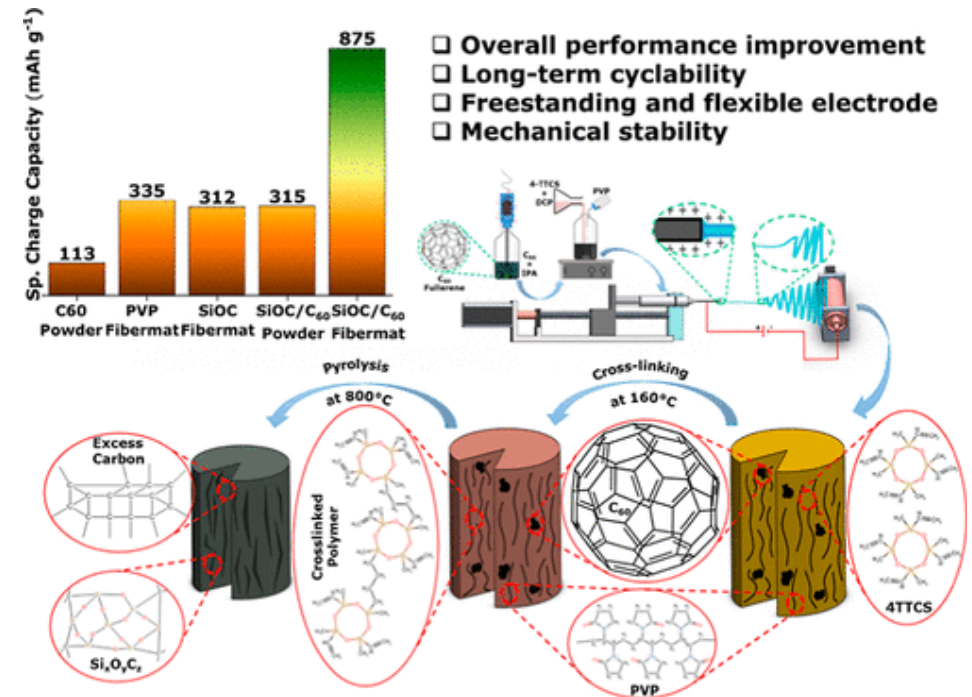 Sp. Charge Capacity (mAh g⁻¹)
113
335
312
315
875
C60
Powder
PVP
Fibermat
SiOC
Fibermat
SiOC/C₆₀
Powder
SiOC/C₆₀
Fibermat
❑ Overall performance improvement
❑ Long-term cyclability
❑ Freestanding and flexible electrode
❑ Mechanical stability
C₆₀
Fullerene
C₆₀
+
IPA
4-TTCS
+
DCP
PVP
Pyrolysis
at 800°C
Cross-linking
at 160°C
Excess
Carbon
SiₓOᵧC𝓏
Crosslinked
Polymer
C₆₀
PVP
4TTCS